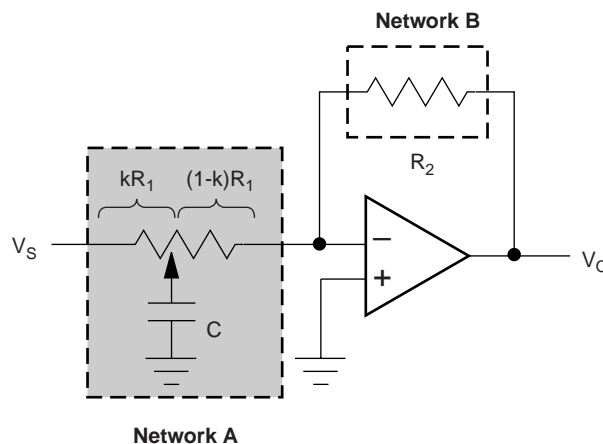 Network B
R2
kR1
(1-k)R1
VS
−
+
VO
C
Network A